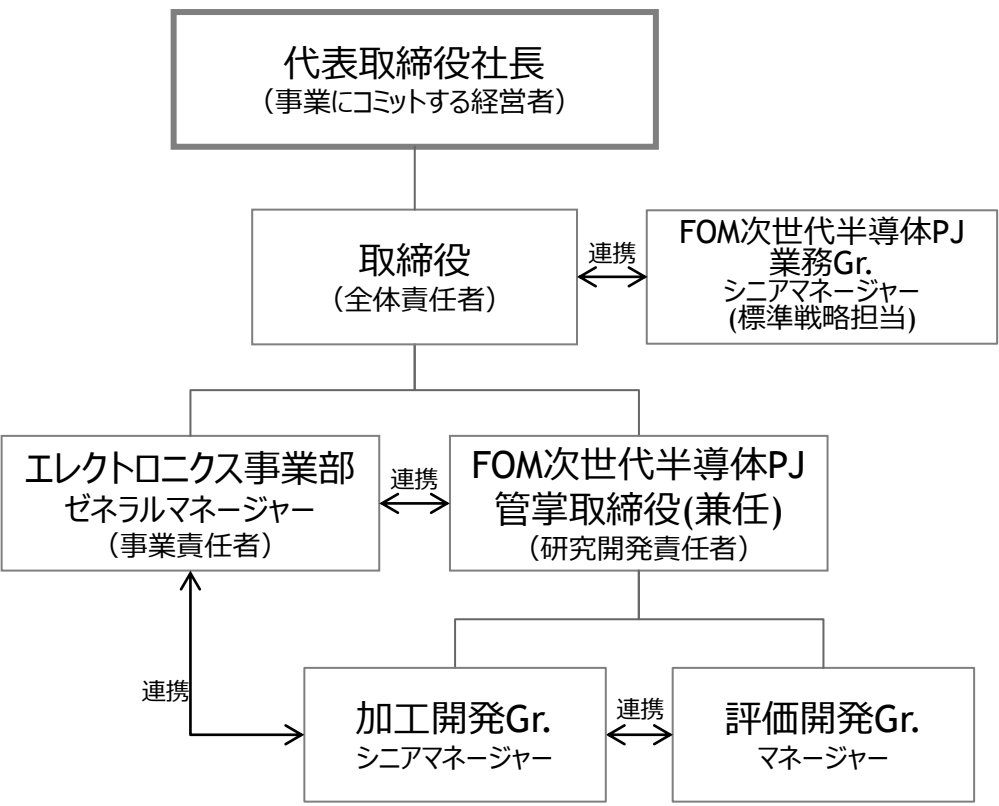 代表取締役社長
（事業にコミットする経営者）
取締役
（全体責任者）
連携
FOM次世代半導体PJ
業務Gr.
シニアマネージャー
(標準戦略担当)
エレクトロニクス事業部
ゼネラルマネージャー
（事業責任者）
連携
FOM次世代半導体PJ
管掌取締役(兼任)
（研究開発責任者）
連携
加工開発Gr.
シニアマネージャー
連携
評価開発Gr.
マネージャー